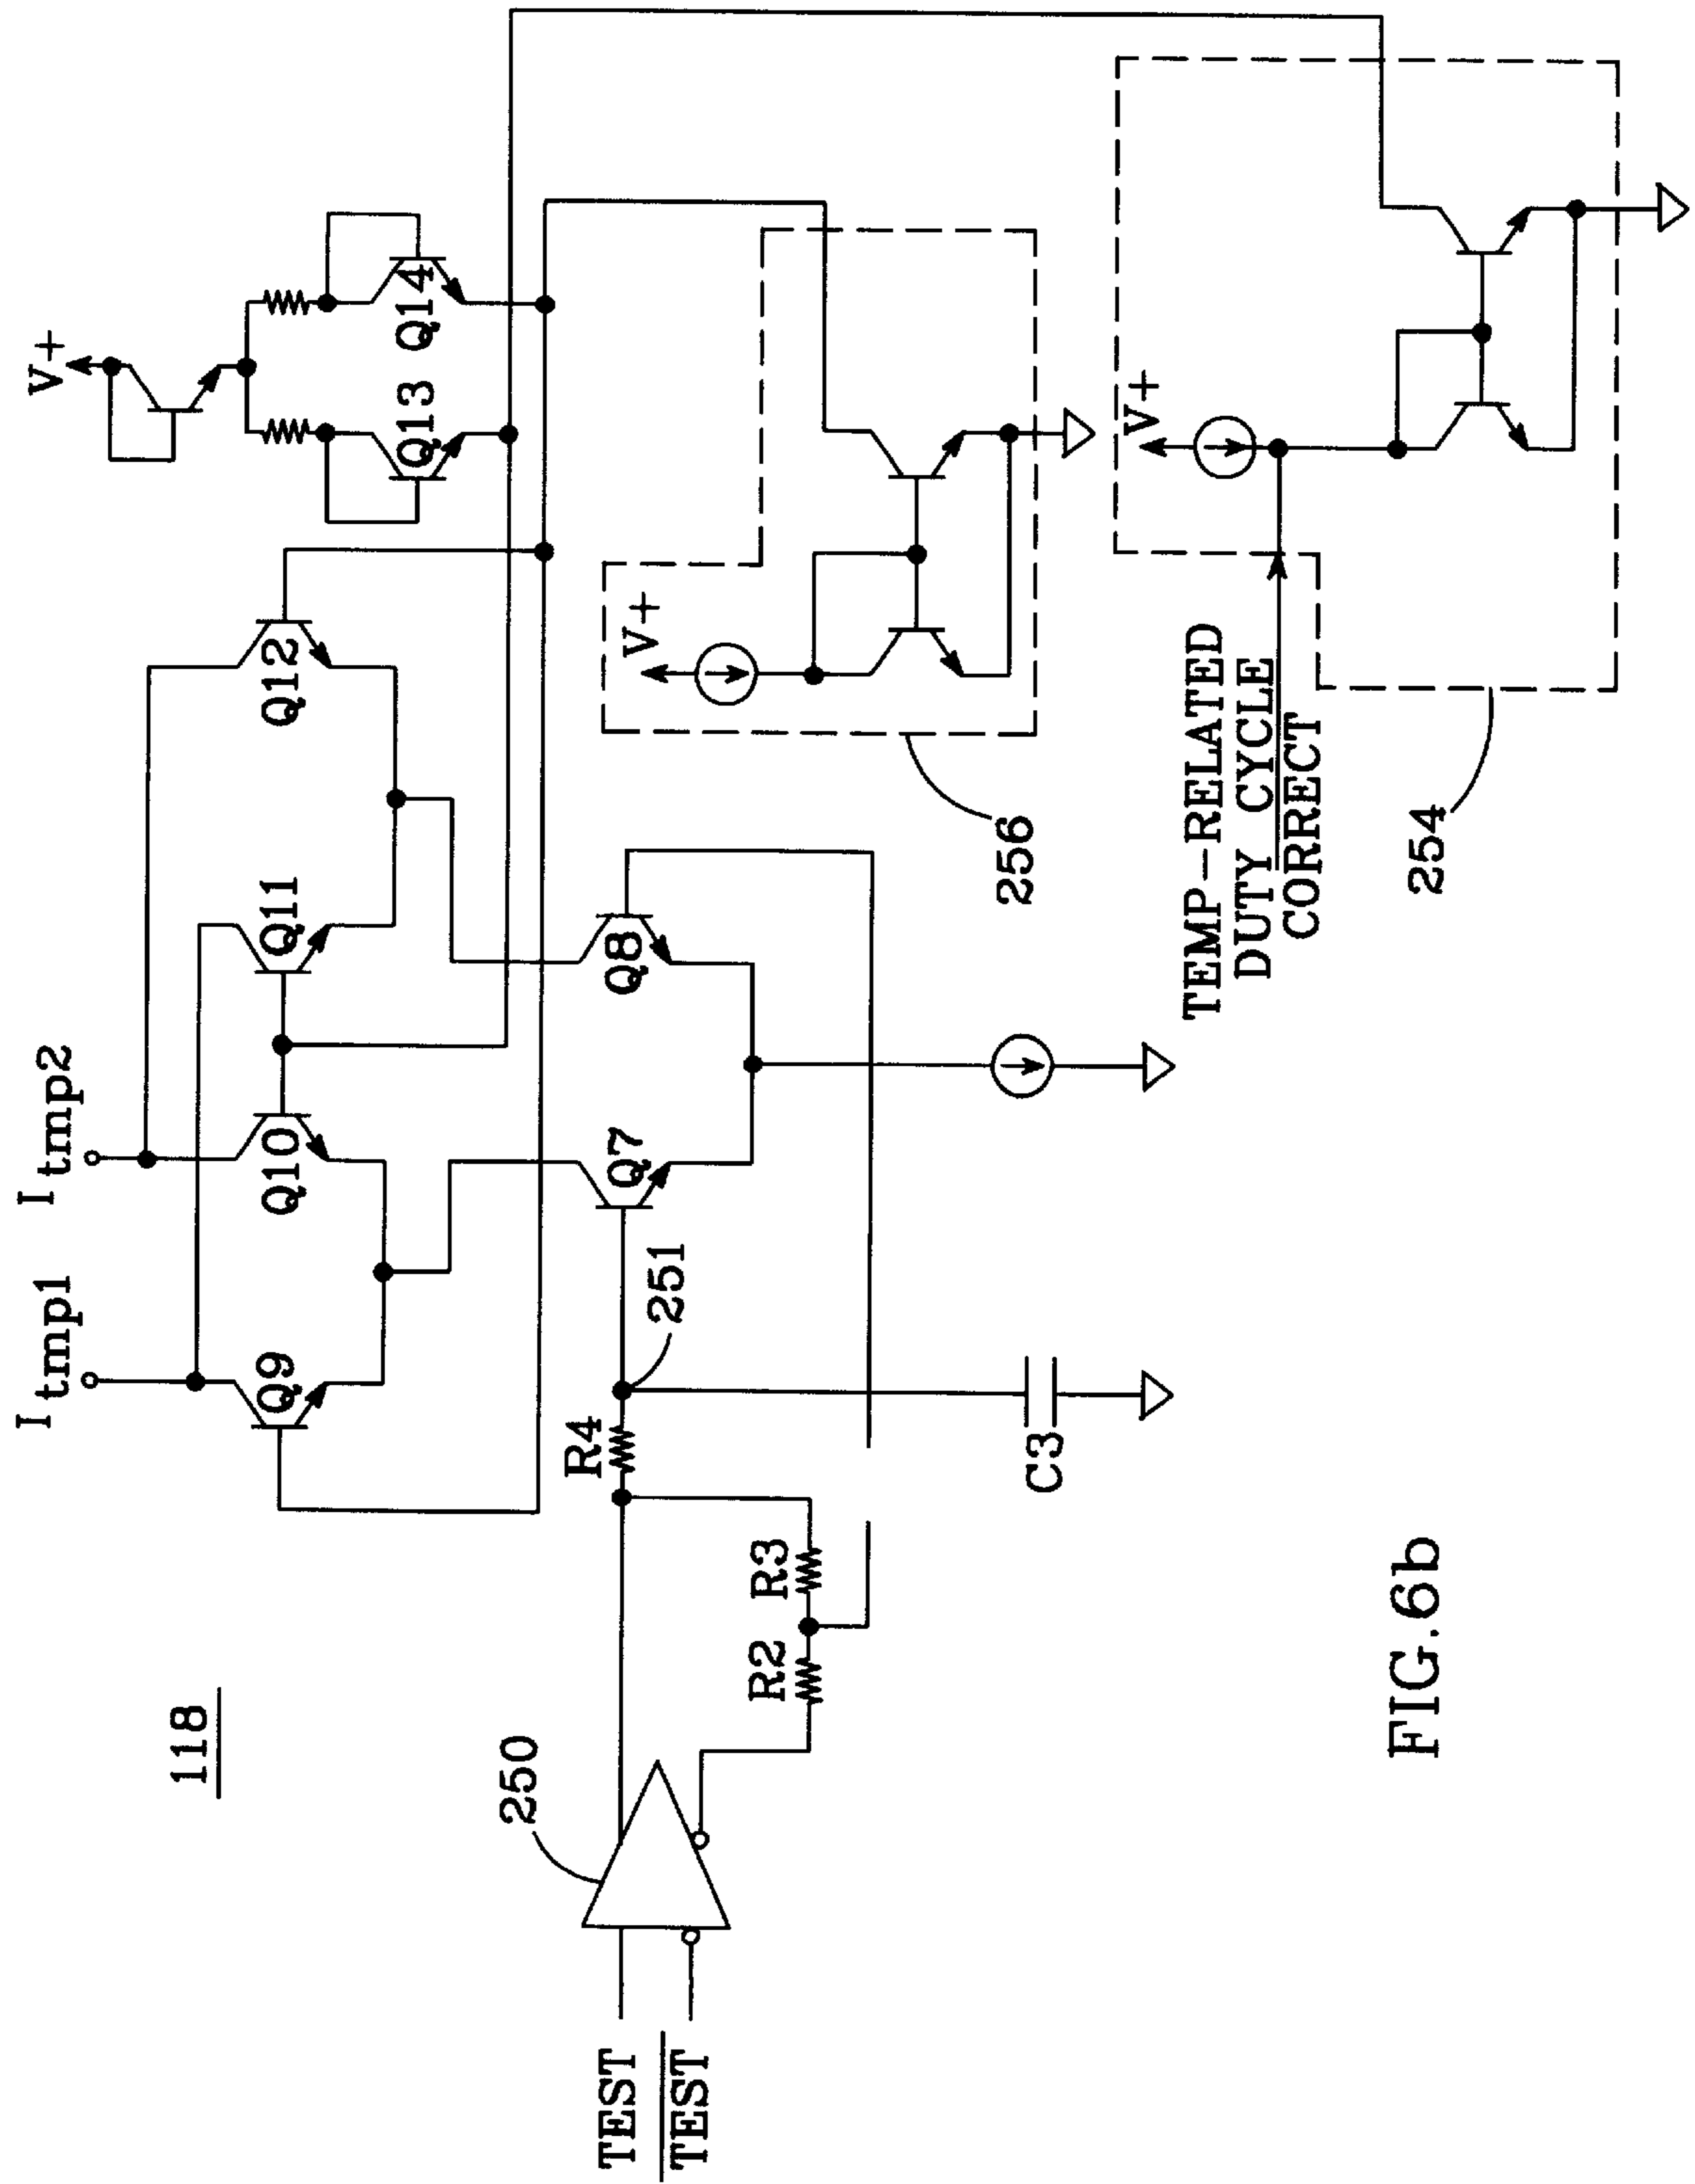 118
I tmp1
I tmp2
V+
Q9
Q10
Q11
Q12
Q13
Q14
TEST
TEST
250
R4
251
Q7
Q8
R2
R3
C3
V+
256
V+
TEMP-RELATED
DUTY CYCLE
CORRECT
254
FIG.6b